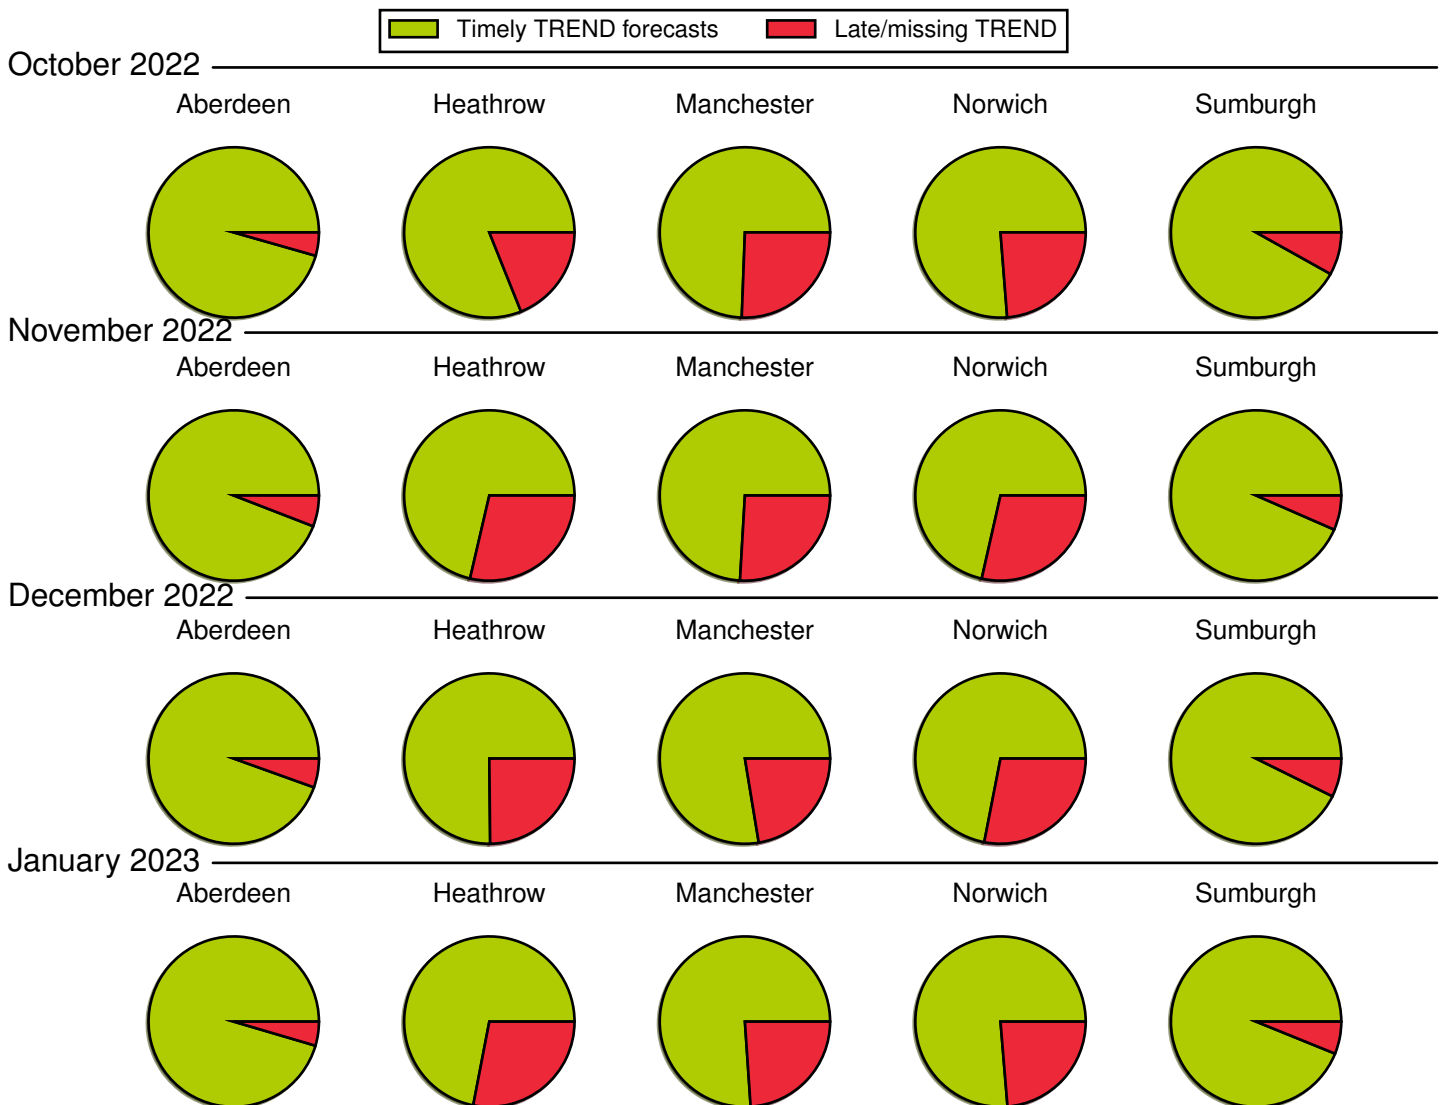 Timely TREND forecasts Late/missing TREND
October 2022
Aberdeen Heathrow Manchester Norwich Sumburgh
November 2022
Aberdeen Heathrow Manchester Norwich Sumburgh
December 2022
Aberdeen Heathrow Manchester Norwich Sumburgh
January 2023
Aberdeen Heathrow Manchester Norwich Sumburgh